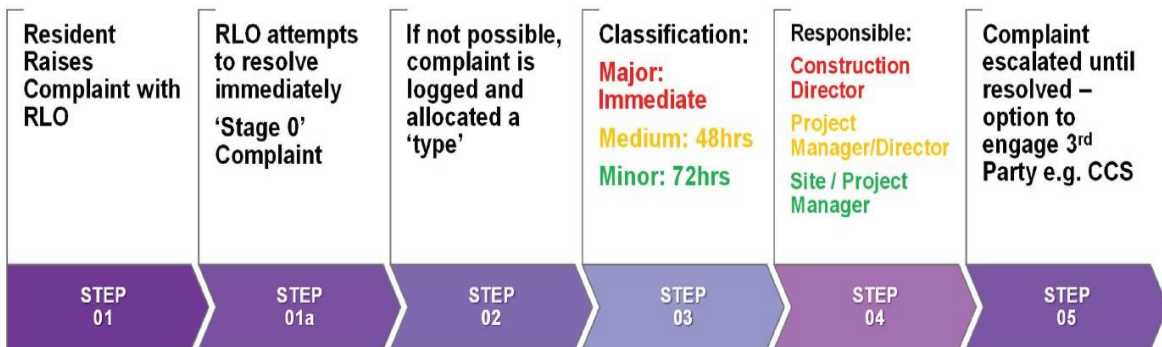 Resident
Raises
Complaint with
RLO
RLO attempts
to resolve
immediately
‘Stage 0’
Complaint
If not possible,
complaint is
logged and
allocated a
‘type’
Classification:
Major:
Immediate
Medium: 48hrs
Minor: 72hrs
Responsible:
Construction
Director
Project
Manager/Director
Site / Project
Manager
Complaint
escalated until
resolved –
option to
engage 3rd
Party e.g. CCS
STEP
01
STEP
01a
STEP
02
STEP
03
STEP
04
STEP
05